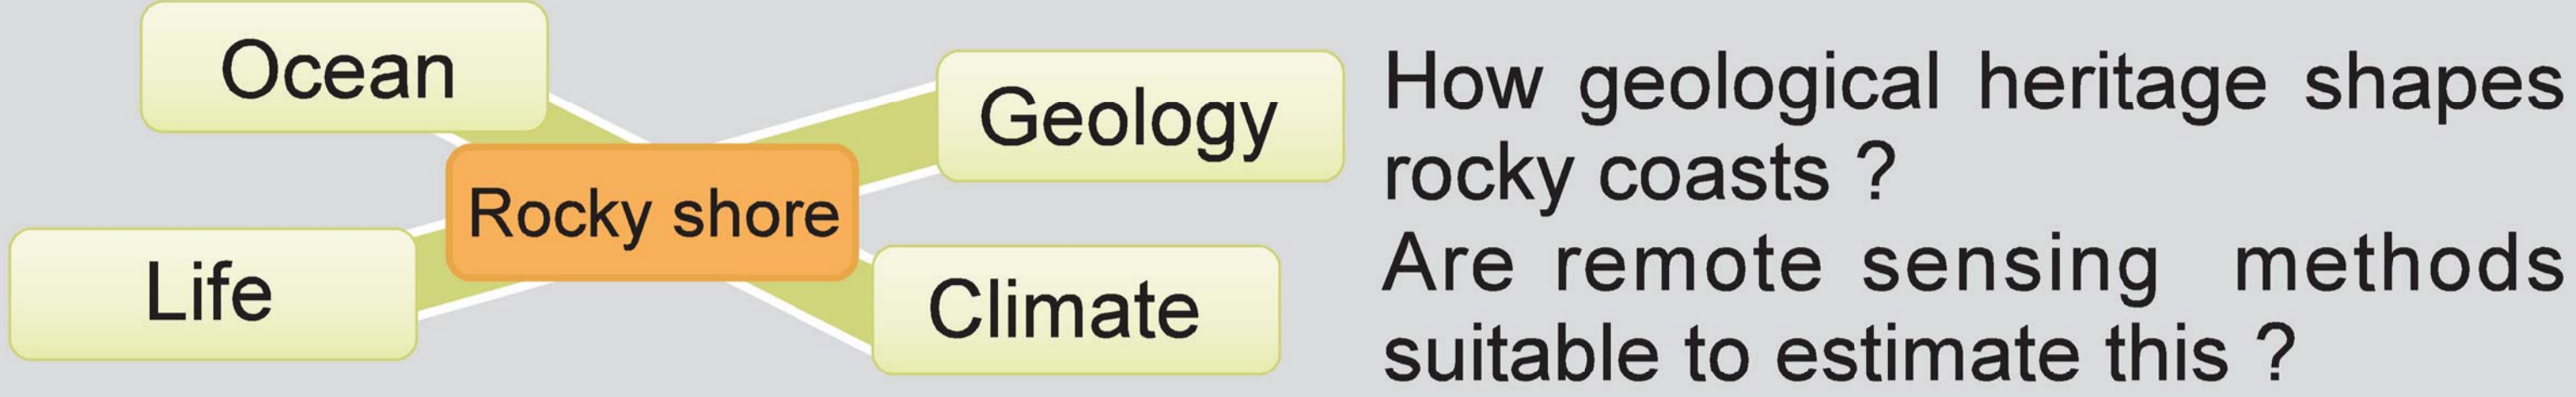 Ocean
Geology
Rocky shore
Life
Climate
How geological heritage shapes
rocky coasts ?
Are remote sensing methods
suitable to estimate this ?